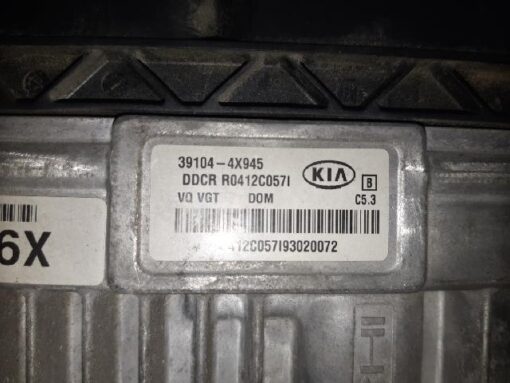 39104-4X945
DDCR R0412C057I
KIA
B
VQ VGT DOM
C5.3
412C057I93020072
6X